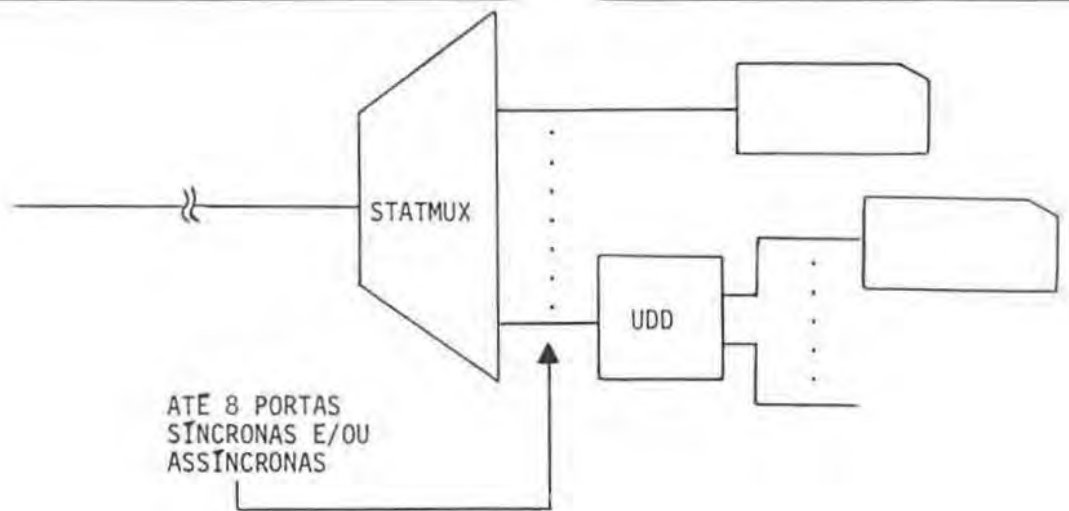 STATMUX
UDD
ATÉ 8 PORTAS
SÍNCRONAS E/OU
ASSÍNCRONAS